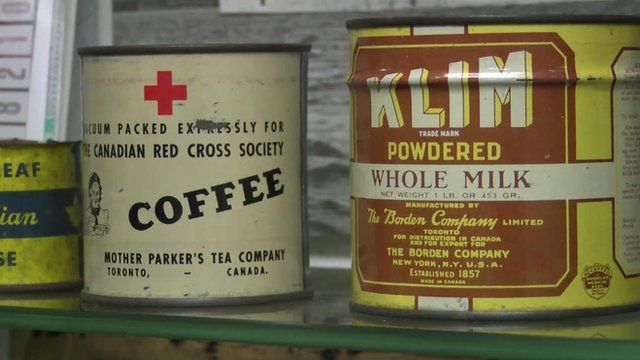 EAF
ian
SE
VACUUM PACKED EXPRESSLY FOR
THE CANADIAN RED CROSS SOCIETY
COFFEE
MOTHER PARKER'S TEA COMPANY
TORONTO, — CANADA.
KLIM
TRADE MARK
POWDERED
WHOLE MILK
NET WEIGHT 1 LB. OR 453 GR.
MANUFACTURED BY
The Borden Company LIMITED
TORONTO
FOR DISTRIBUTION IN CANADA
AND FOR EXPORT FOR
THE BORDEN COMPANY
NEW YORK, N.Y. U.S.A.
ESTABLISHED 1857
MADE IN CANADA